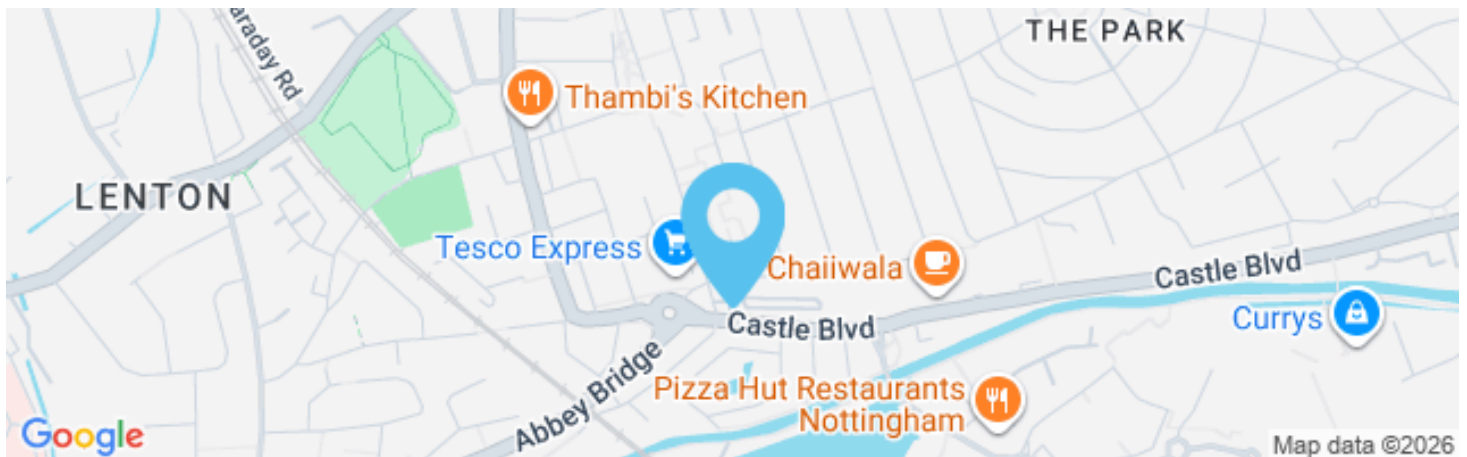 THE PARK
araday Rd
Thambi's Kitchen
LENTON
Tesco Express
Chaiiwala
Castle Blvd
Currys
Castle Blvd
Abbey Bridge
Pizza Hut Restaurants
Nottingham
Google
Map data ©2026